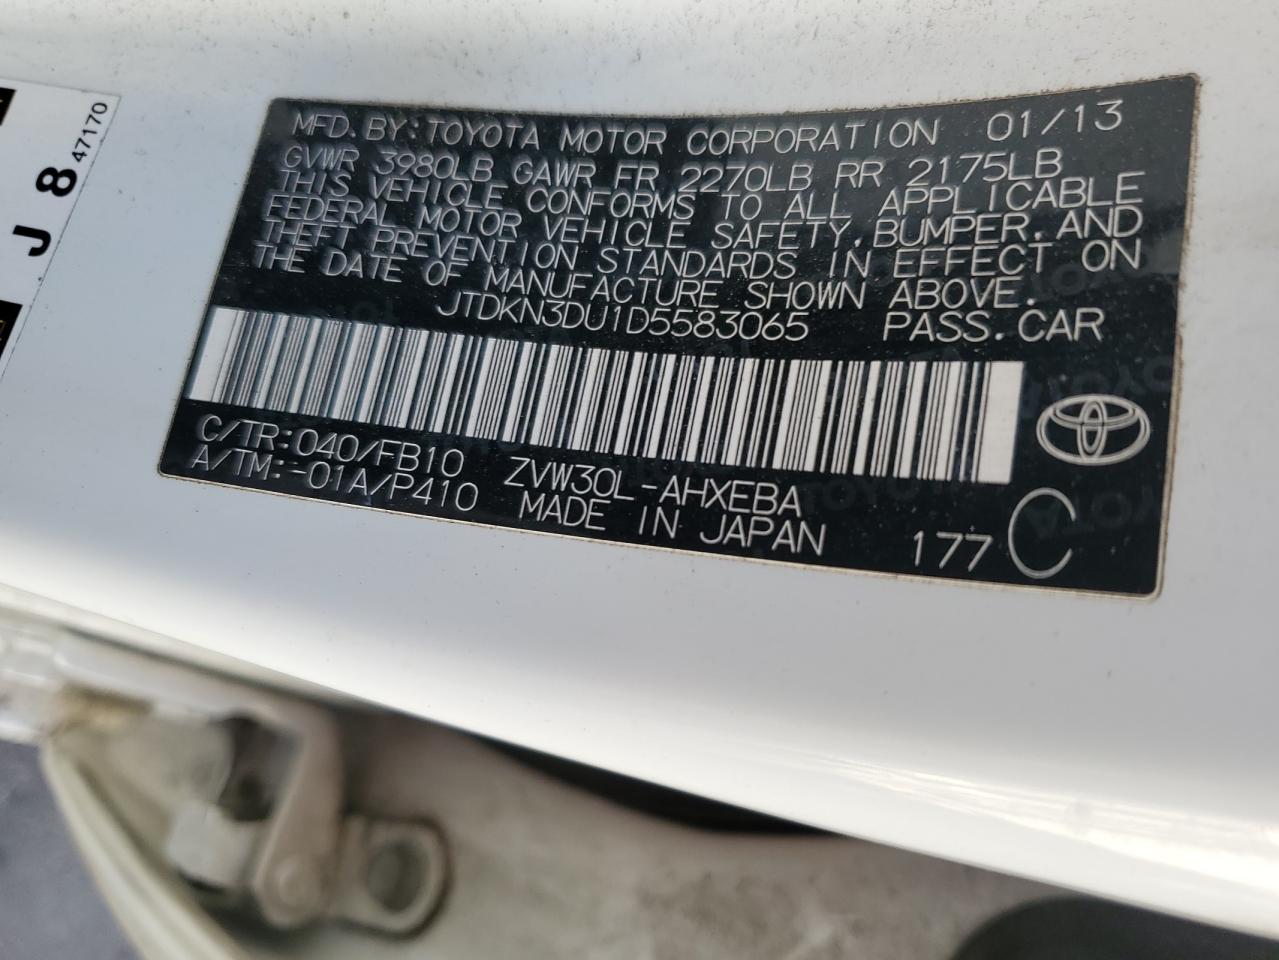 MFD. BY: TOYOTA MOTOR CORPORATION 01/13
GVWR 3980LB GAWR FR 2270LB RR 2175LB
THIS VEHICLE CONFORMS TO ALL APPLICABLE
FEDERAL MOTOR VEHICLE SAFETY, BUMPER, AND
THEFT PREVENTION STANDARDS IN EFFECT ON
THE DATE OF MANUFACTURE SHOWN ABOVE.
JTDKN3DU1D5583065 PASS. CAR
C/TR:040/FB10 ZVW30L-AHXEBA
A/TM:-01A/P410 MADE IN JAPAN 177 C
J 8 47170